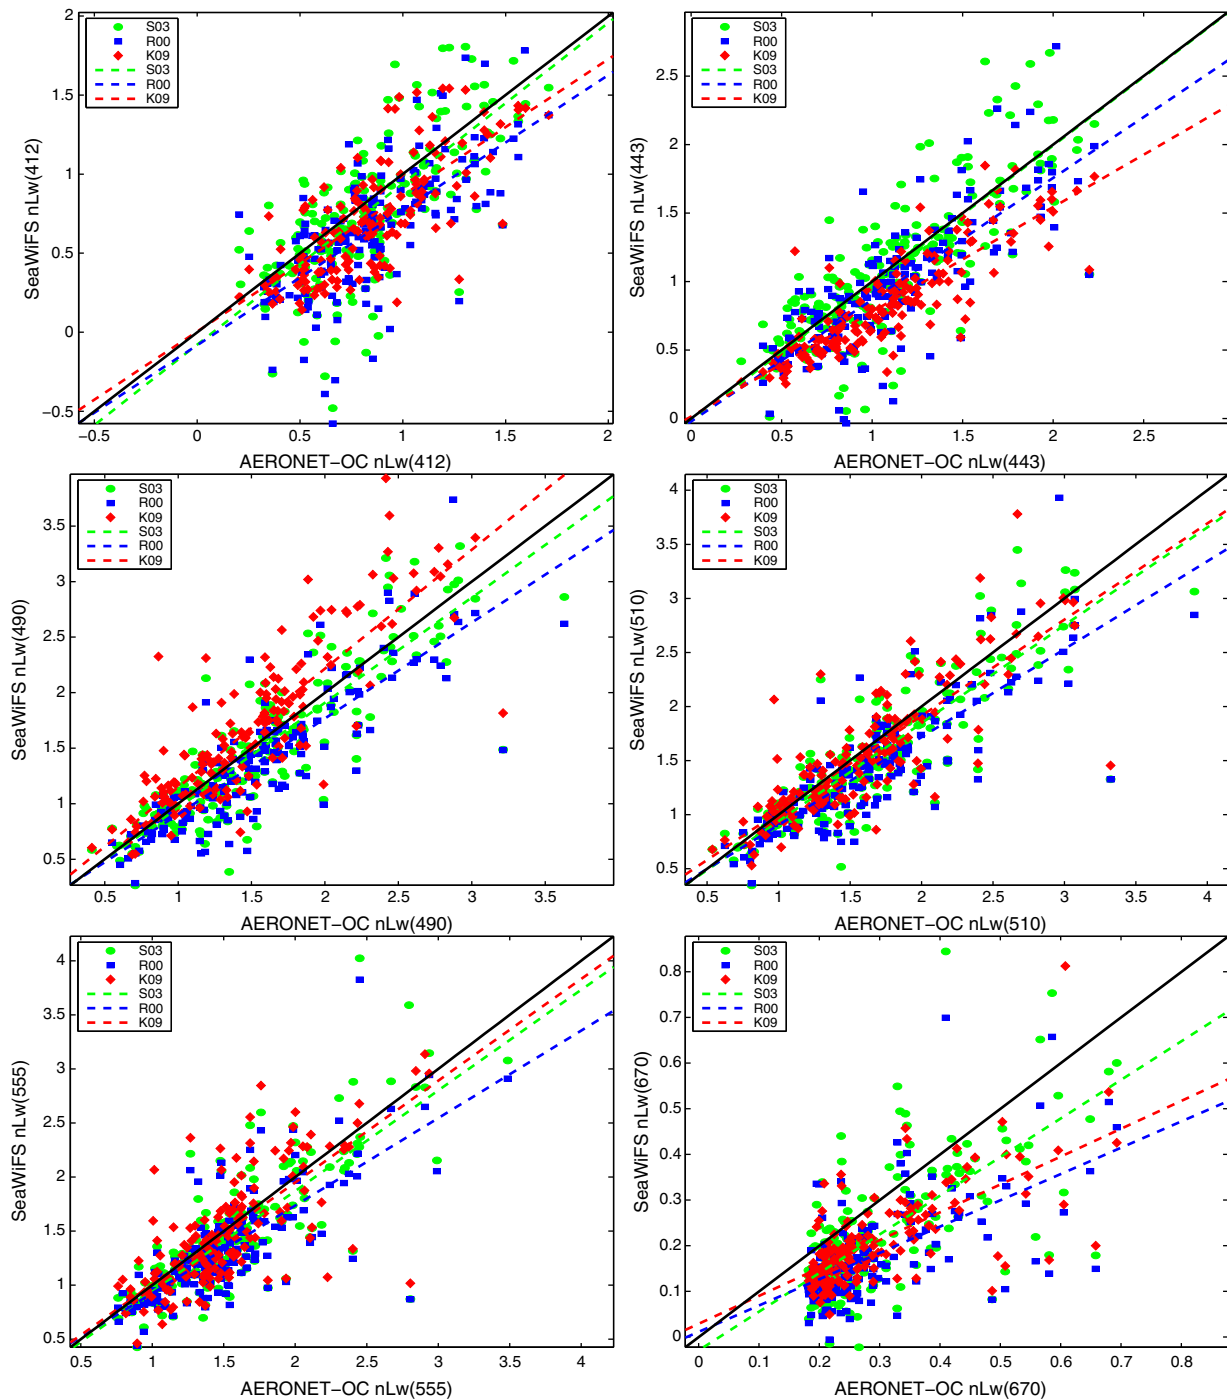 S03
R00
K09
S03
R00
K09
SeaWiFS nLw(412)
2
1.5
1
0.5
0
−0.5
−0.5 0 0.5 1 1.5 2
AERONET−OC nLw(412)
S03
R00
K09
S03
R00
K09
SeaWiFS nLw(443)
2.5
2
1.5
1
0.5
0
0 0.5 1 1.5 2 2.5
AERONET−OC nLw(443)
S03
R00
K09
S03
R00
K09
SeaWiFS nLw(490)
3.5
3
2.5
2
1.5
1
0.5
0.5 1 1.5 2 2.5 3 3.5
AERONET−OC nLw(490)
S03
R00
K09
S03
R00
K09
SeaWiFS nLw(510)
4
3.5
3
2.5
2
1.5
1
0.5
0.5 1 1.5 2 2.5 3 3.5 4
AERONET−OC nLw(510)
S03
R00
K09
S03
R00
K09
SeaWiFS nLw(555)
4
3.5
3
2.5
2
1.5
1
0.5
0.5 1 1.5 2 2.5 3 3.5 4
AERONET−OC nLw(555)
S03
R00
K09
S03
R00
K09
SeaWiFS nLw(670)
0.8
0.7
0.6
0.5
0.4
0.3
0.2
0.1
0
0 0.1 0.2 0.3 0.4 0.5 0.6 0.7 0.8
AERONET−OC nLw(670)